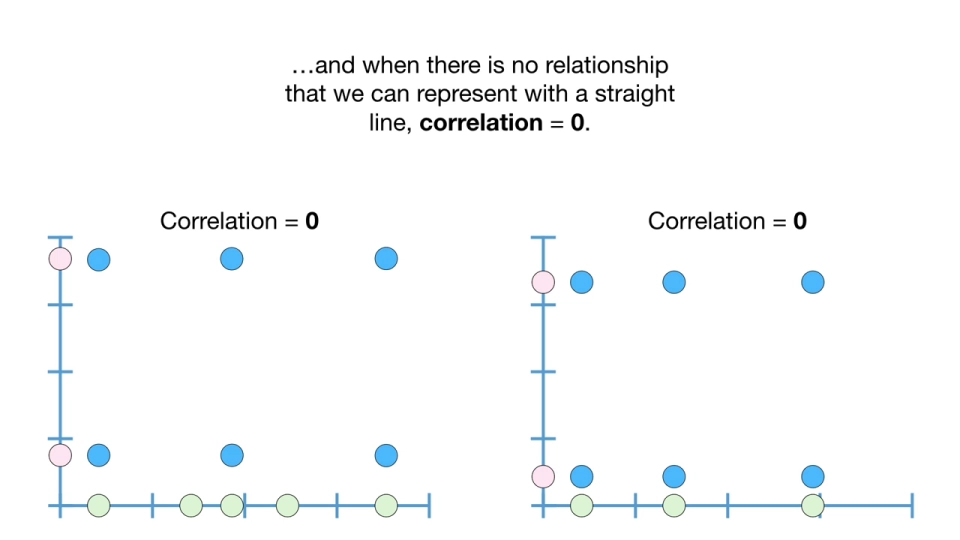 …and when there is no relationship
that we can represent with a straight
line, correlation = 0.
Correlation = 0
Correlation = 0